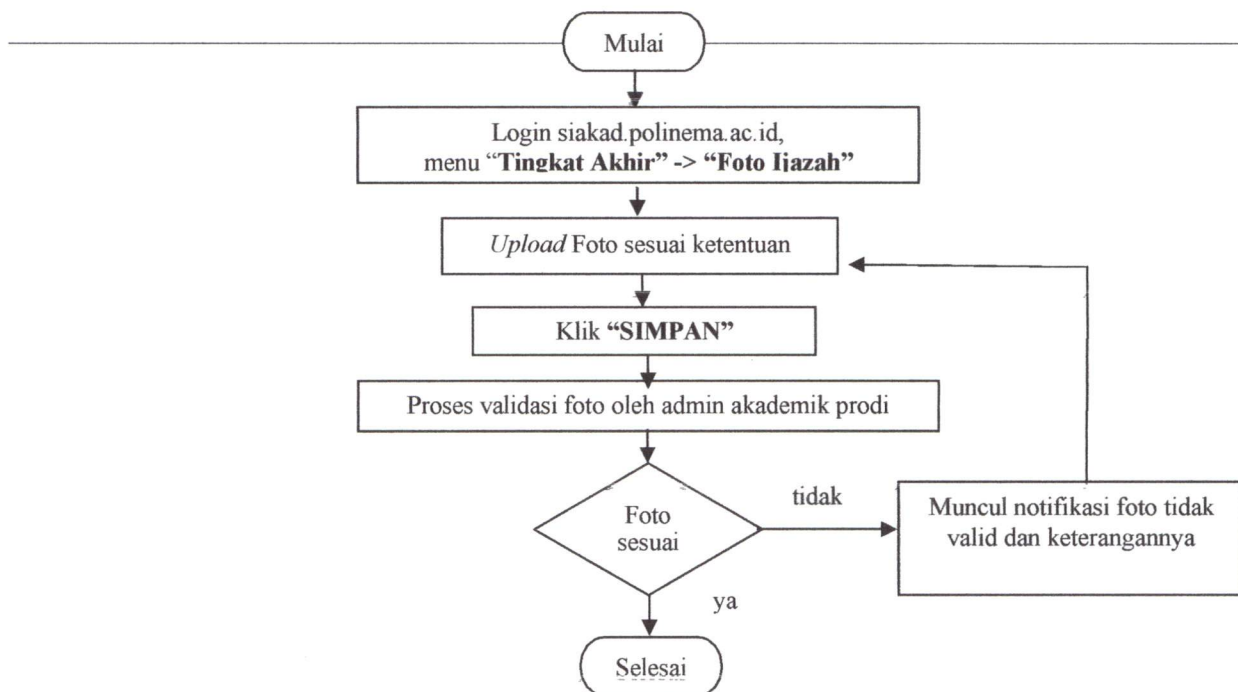 Mulai
Login siakad.polinema.ac.id,
menu “Tingkat Akhir” -> “Foto Ijazah”
Upload Foto sesuai ketentuan
Klik “SIMPAN”
Proses validasi foto oleh admin akademik prodi
Foto
sesuai
tidak
Muncul notifikasi foto tidak
valid dan keterangannya
ya
Selesai